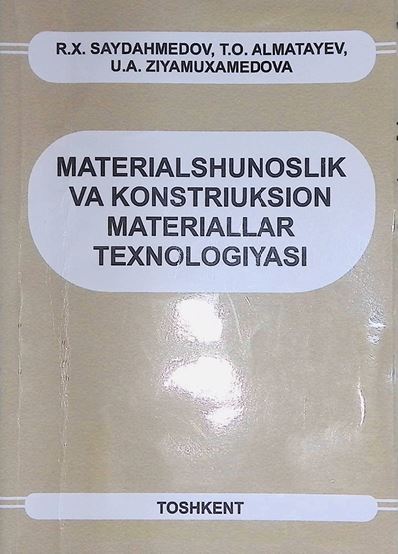 R.X. SAYDAHMEDOV, T.O. ALMATAYEV,
U.A. ZIYAMUXAMEDOVA
MATERIALSHUNOSLIK
VA KONSTRIUKSION
MATERIALLAR
TEXNOLOGIYASI
TOSHKENT